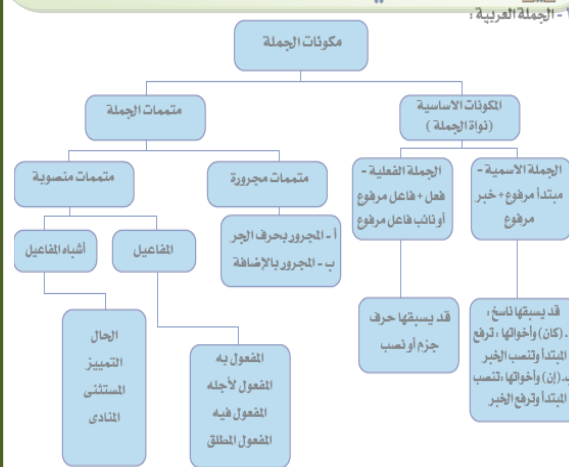 ١ - الجملة العربية :
مكونات الجملة
المكونات الاساسية
(نواة الجملة )
متممات الجملة
الجملة الاسمية -
مبتدأ مرفوع + خبر
مرفوع
الجملة الفعلية -
فعل + فاعل مرفوع
أو نائب فاعل مرفوع
متممات مجرورة
متممات منصوبة
أ - المجرور بحرف الجر
ب - المجرور بالإضافة
المفاعيل
أشباه المفاعيل
قد يسبقها ناسخ :
.(كان) وأخواتها ، ترفع
المبتدأ وتنصب الخبر
ب.(إن) وأخواتها ،تنصب
المبتدأ وترفع الخبر
قد يسبقها حرف
جزم أو نصب
المفعول به
المفعول لأجله
المفعول فيه
المفعول المطلق
الحال
التمييز
المستثنى
المنادى